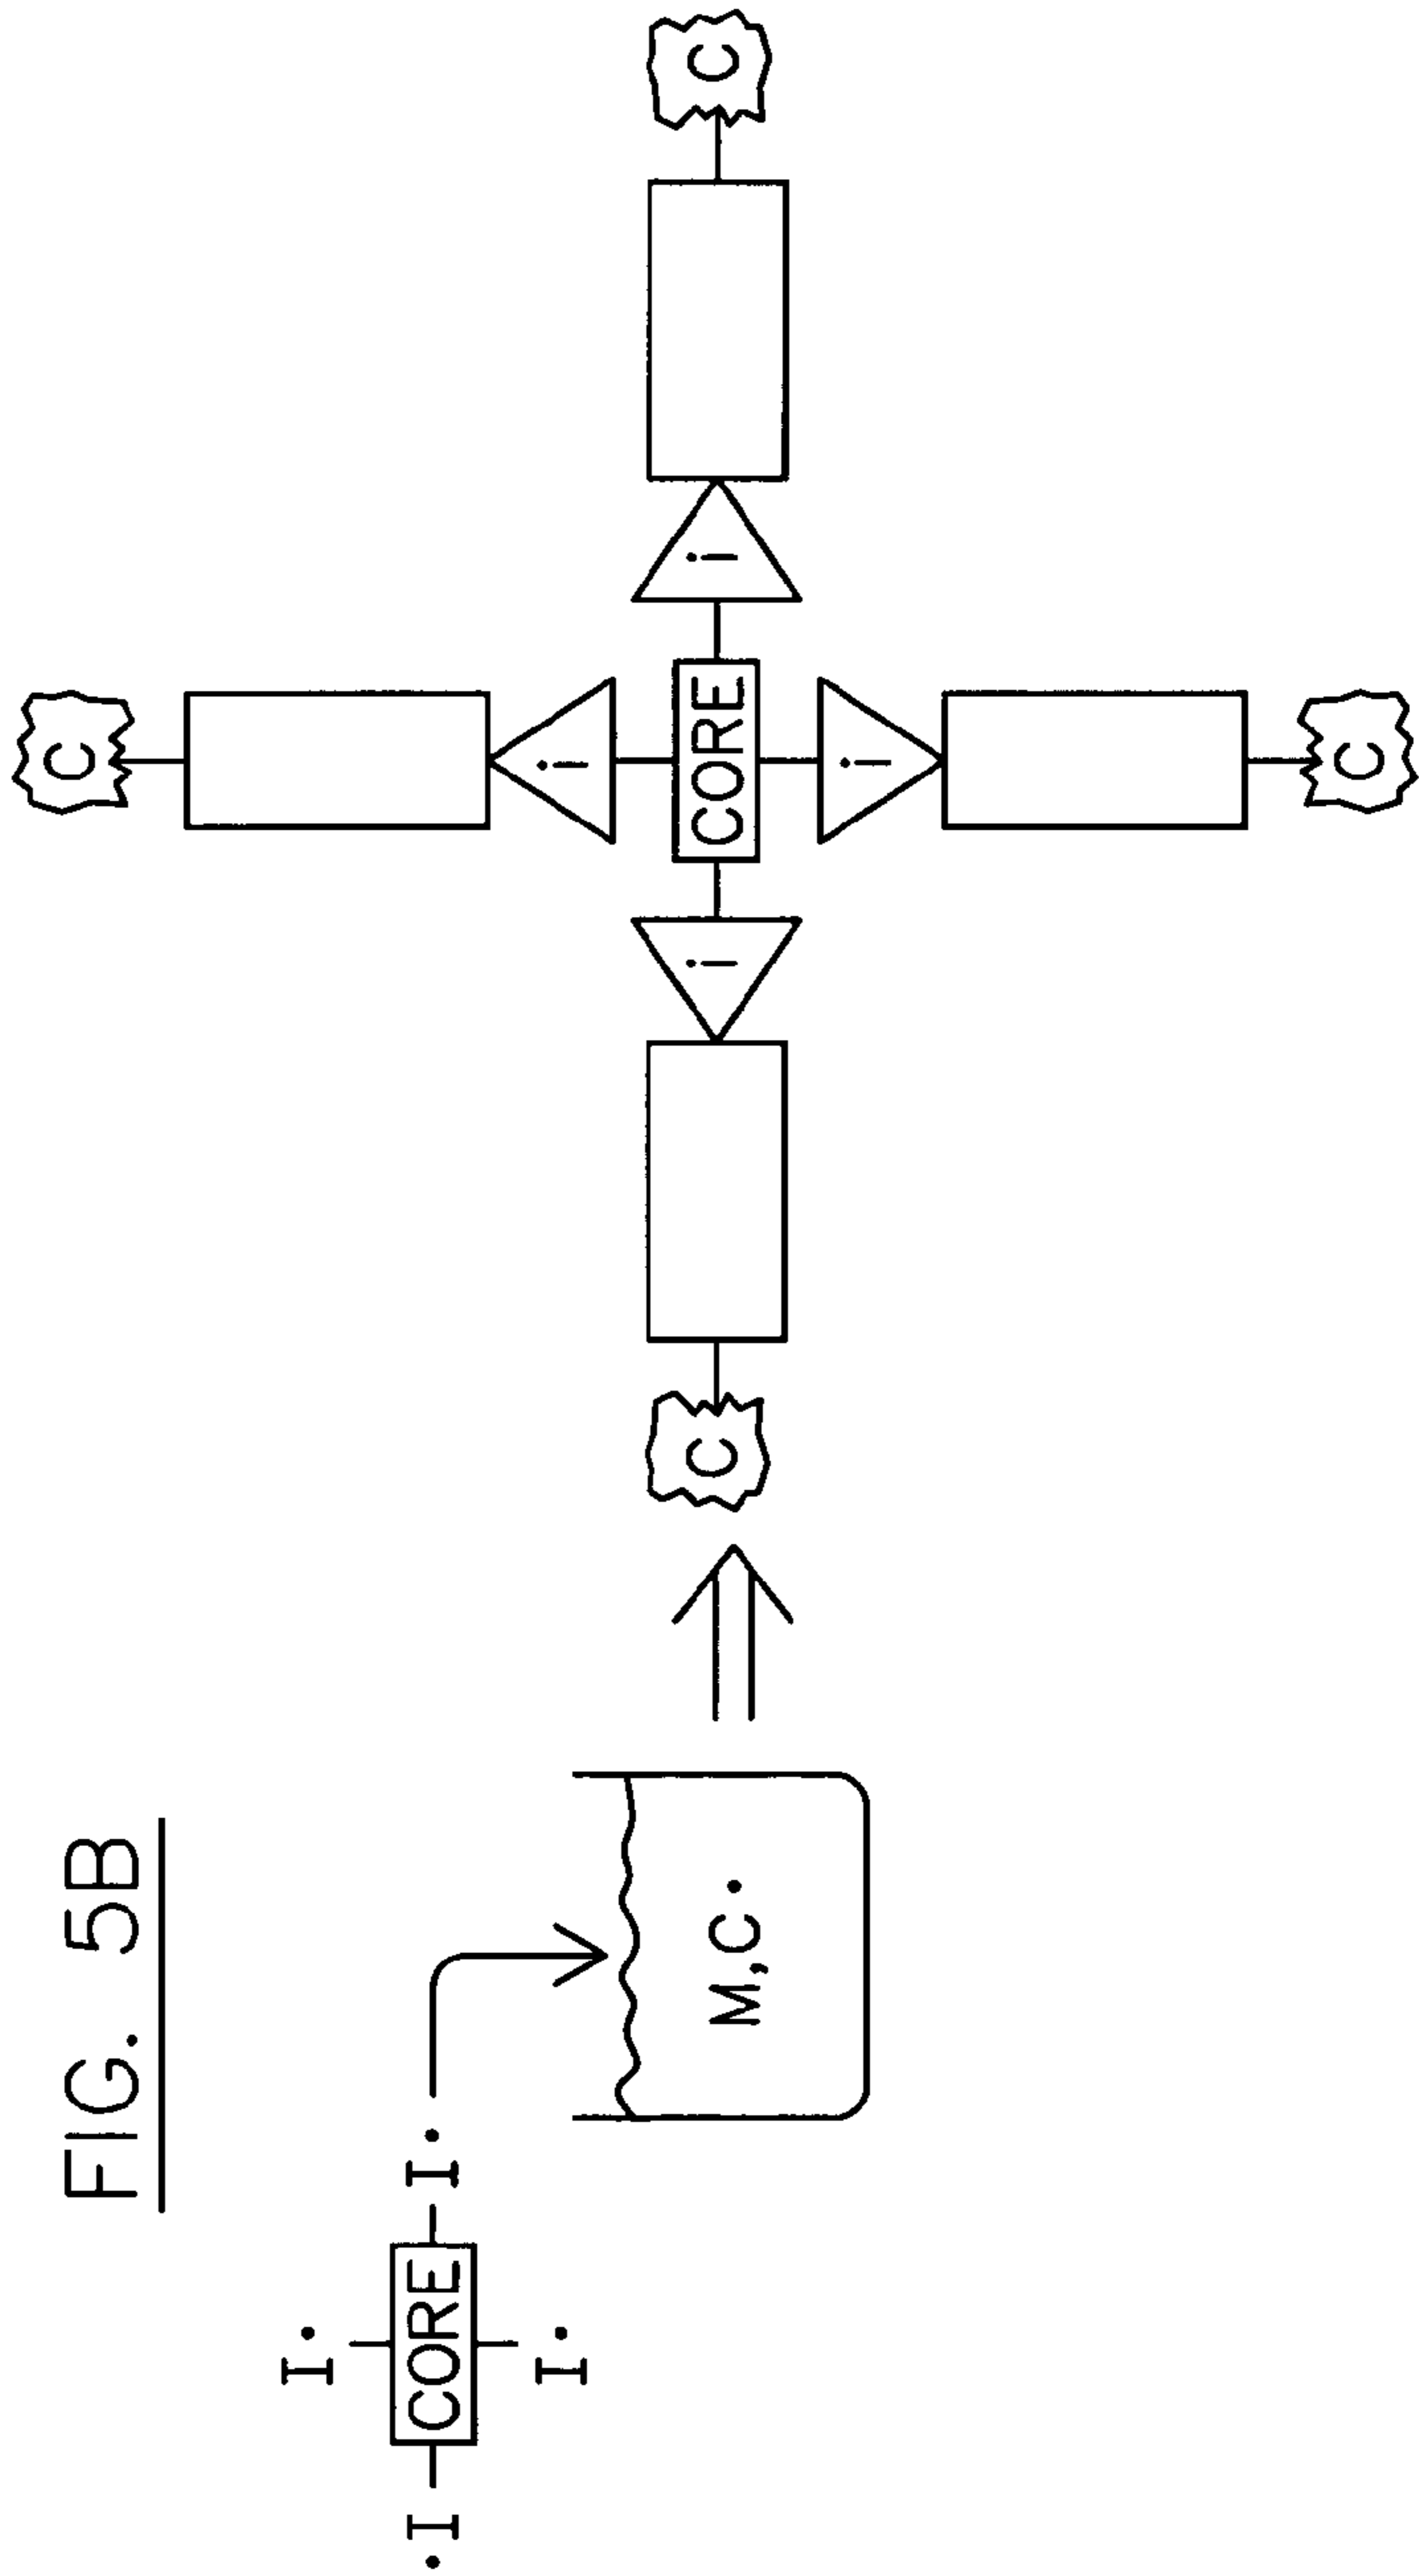 FIG. 5B
I•
•I CORE I•
I•
M,C•
C
i
C i CORE i C
i
C